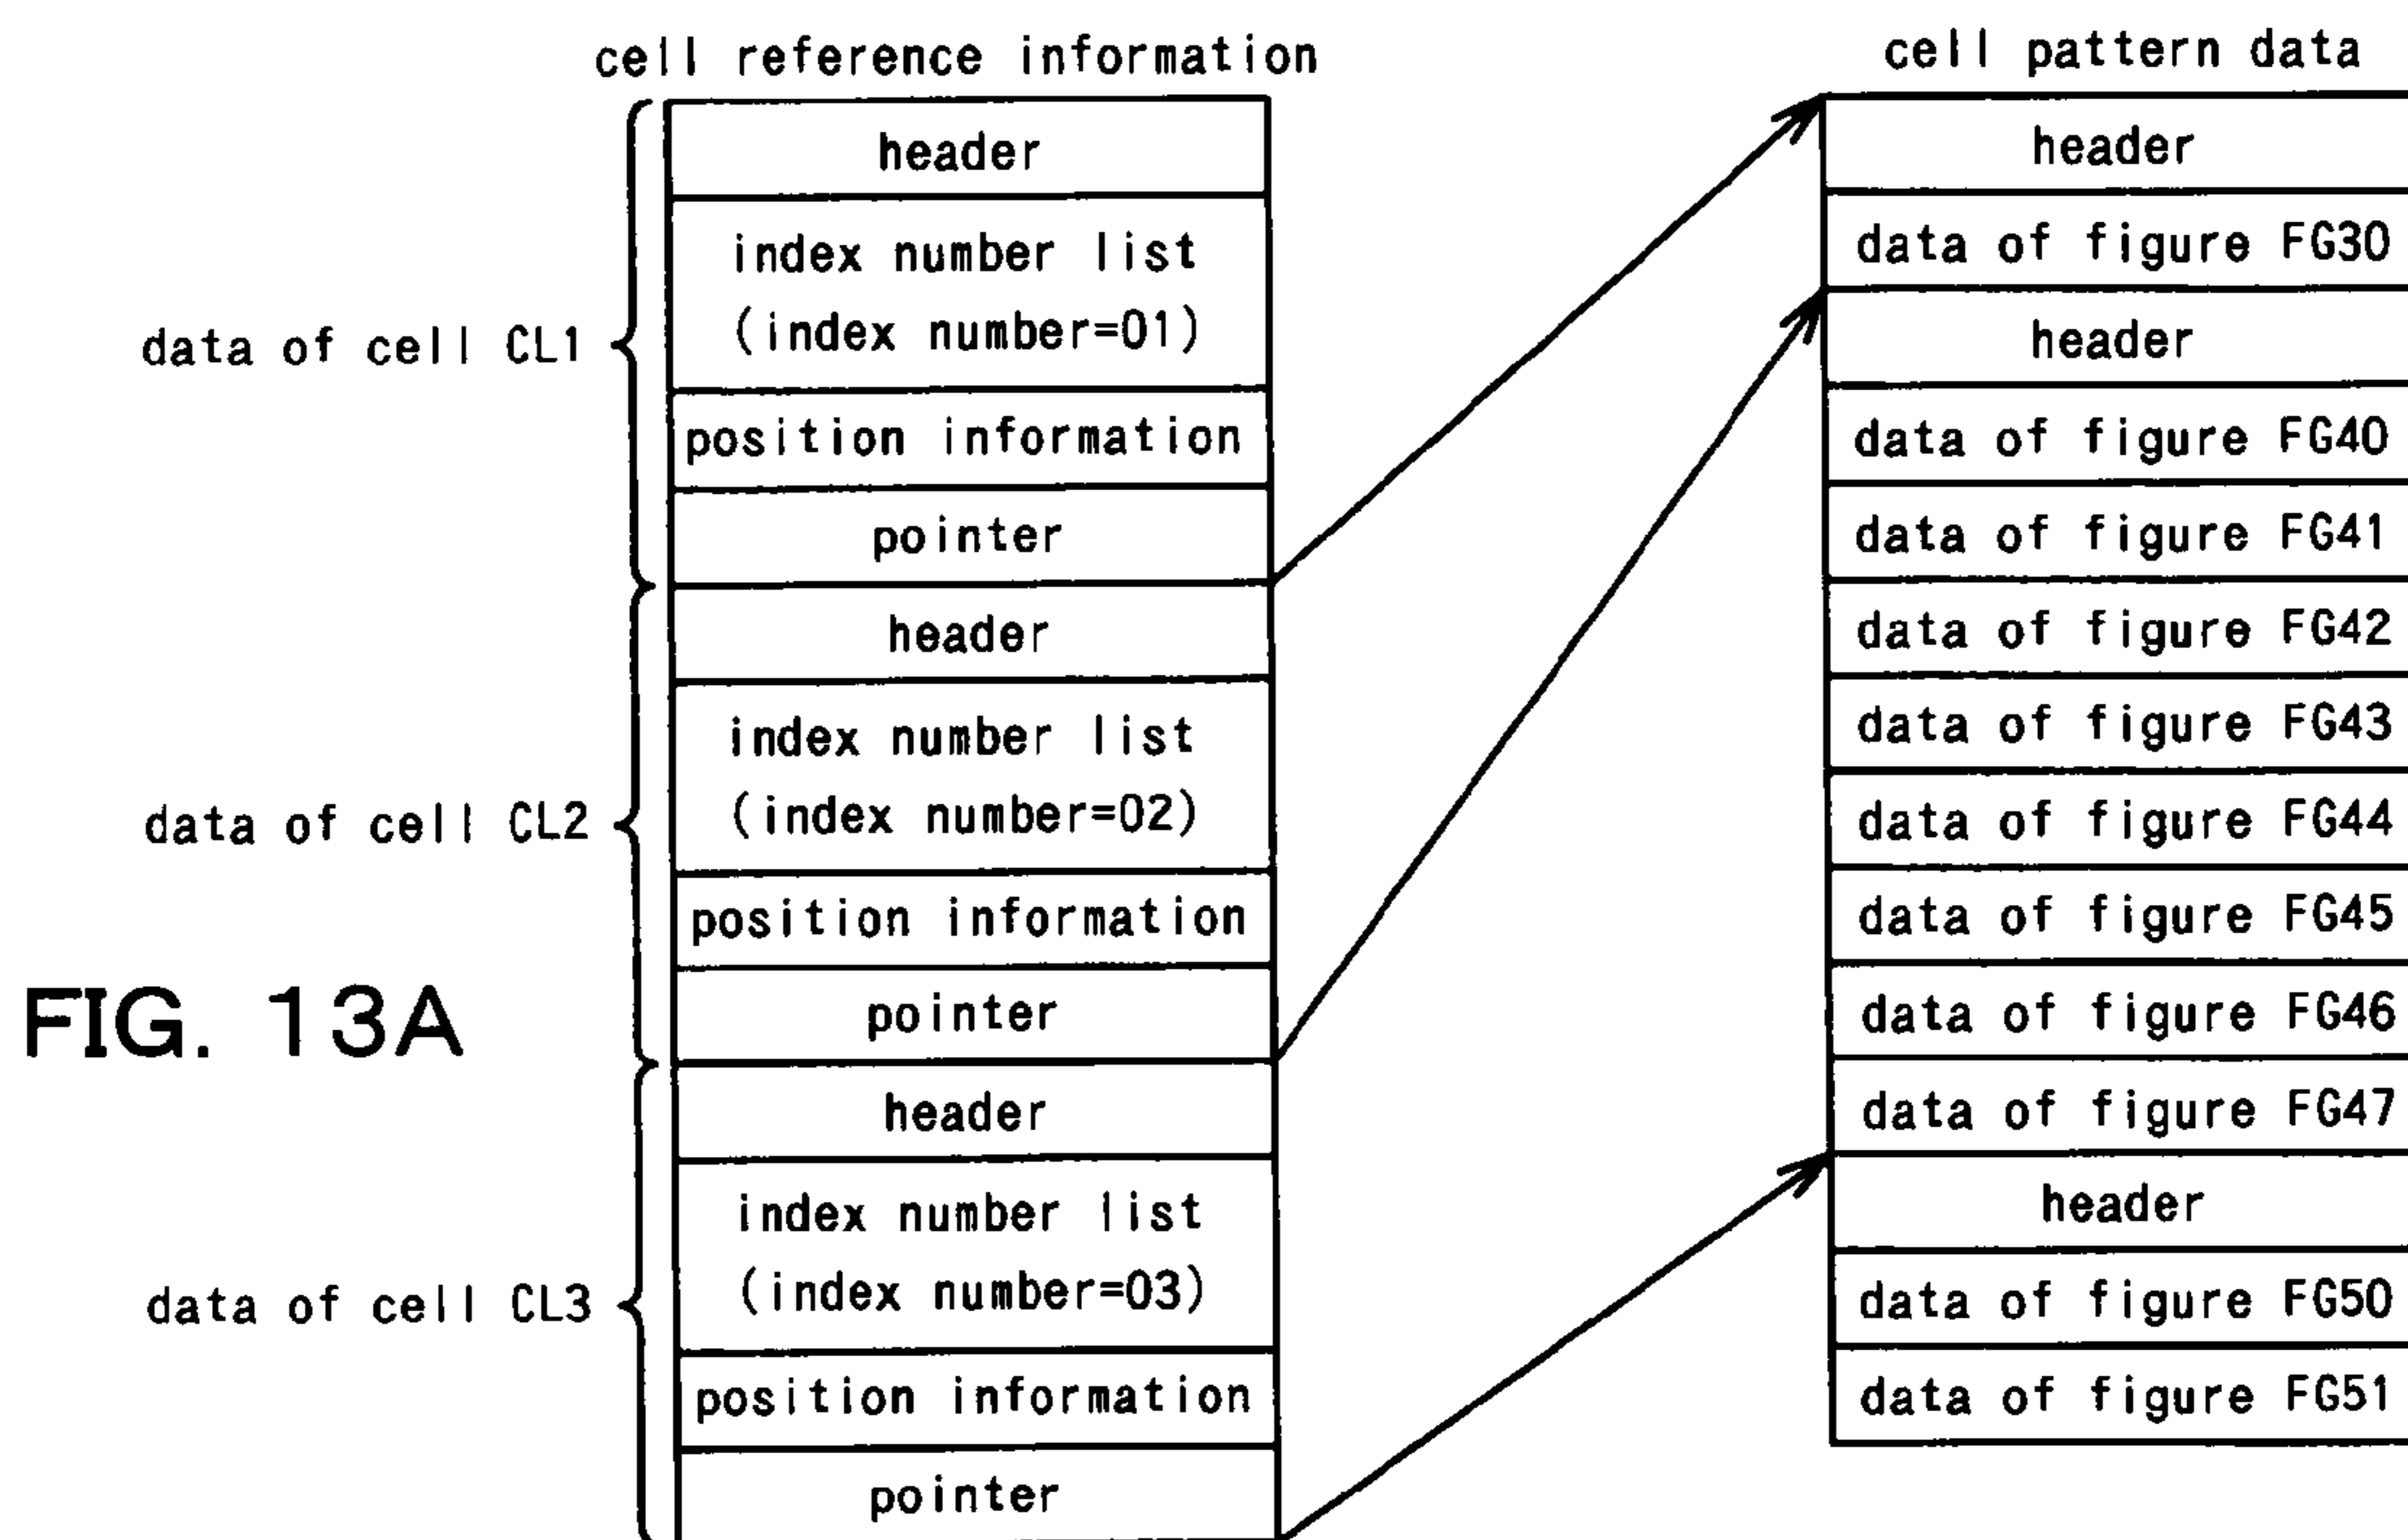 cell reference information
header
index number list
(index number=01)
position information
pointer
header
index number list
(index number=02)
position information
pointer
header
index number list
(index number=03)
position information
pointer
data of cell CL1
data of cell CL2
data of cell CL3
cell pattern data
header
data of figure FG30
header
data of figure FG40
data of figure FG41
data of figure FG42
data of figure FG43
data of figure FG44
data of figure FG45
data of figure FG46
data of figure FG47
header
data of figure FG50
data of figure FG51
FIG. 13A